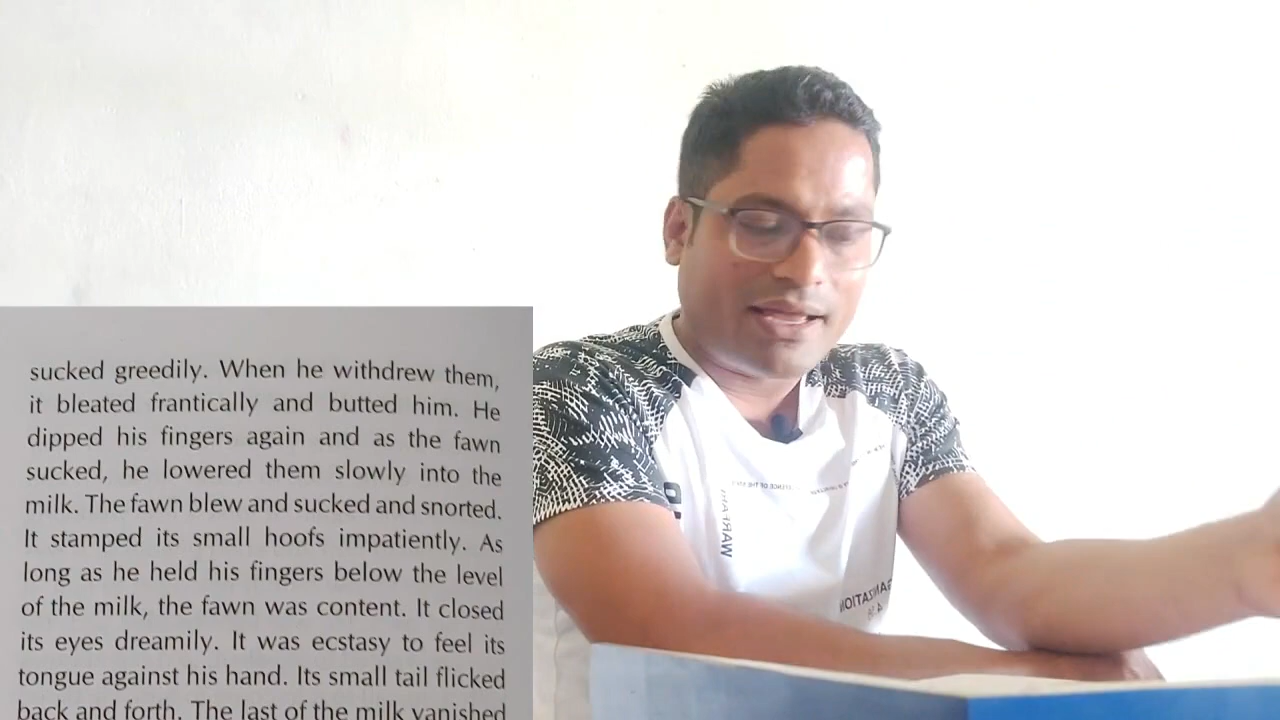 sucked greedily. When he withdrew them,
it bleated frantically and butted him. He
dipped his fingers again and as the fawn
sucked, he lowered them slowly into the
milk. The fawn blew and sucked and snorted.
It stamped its small hoofs impatiently. As
long as he held his fingers below the level
of the milk, the fawn was content. It closed
its eyes dreamily. It was ecstasy to feel its
tongue against his hand. Its small tail flicked
back and forth. The last of the milk vanished
WARRAN